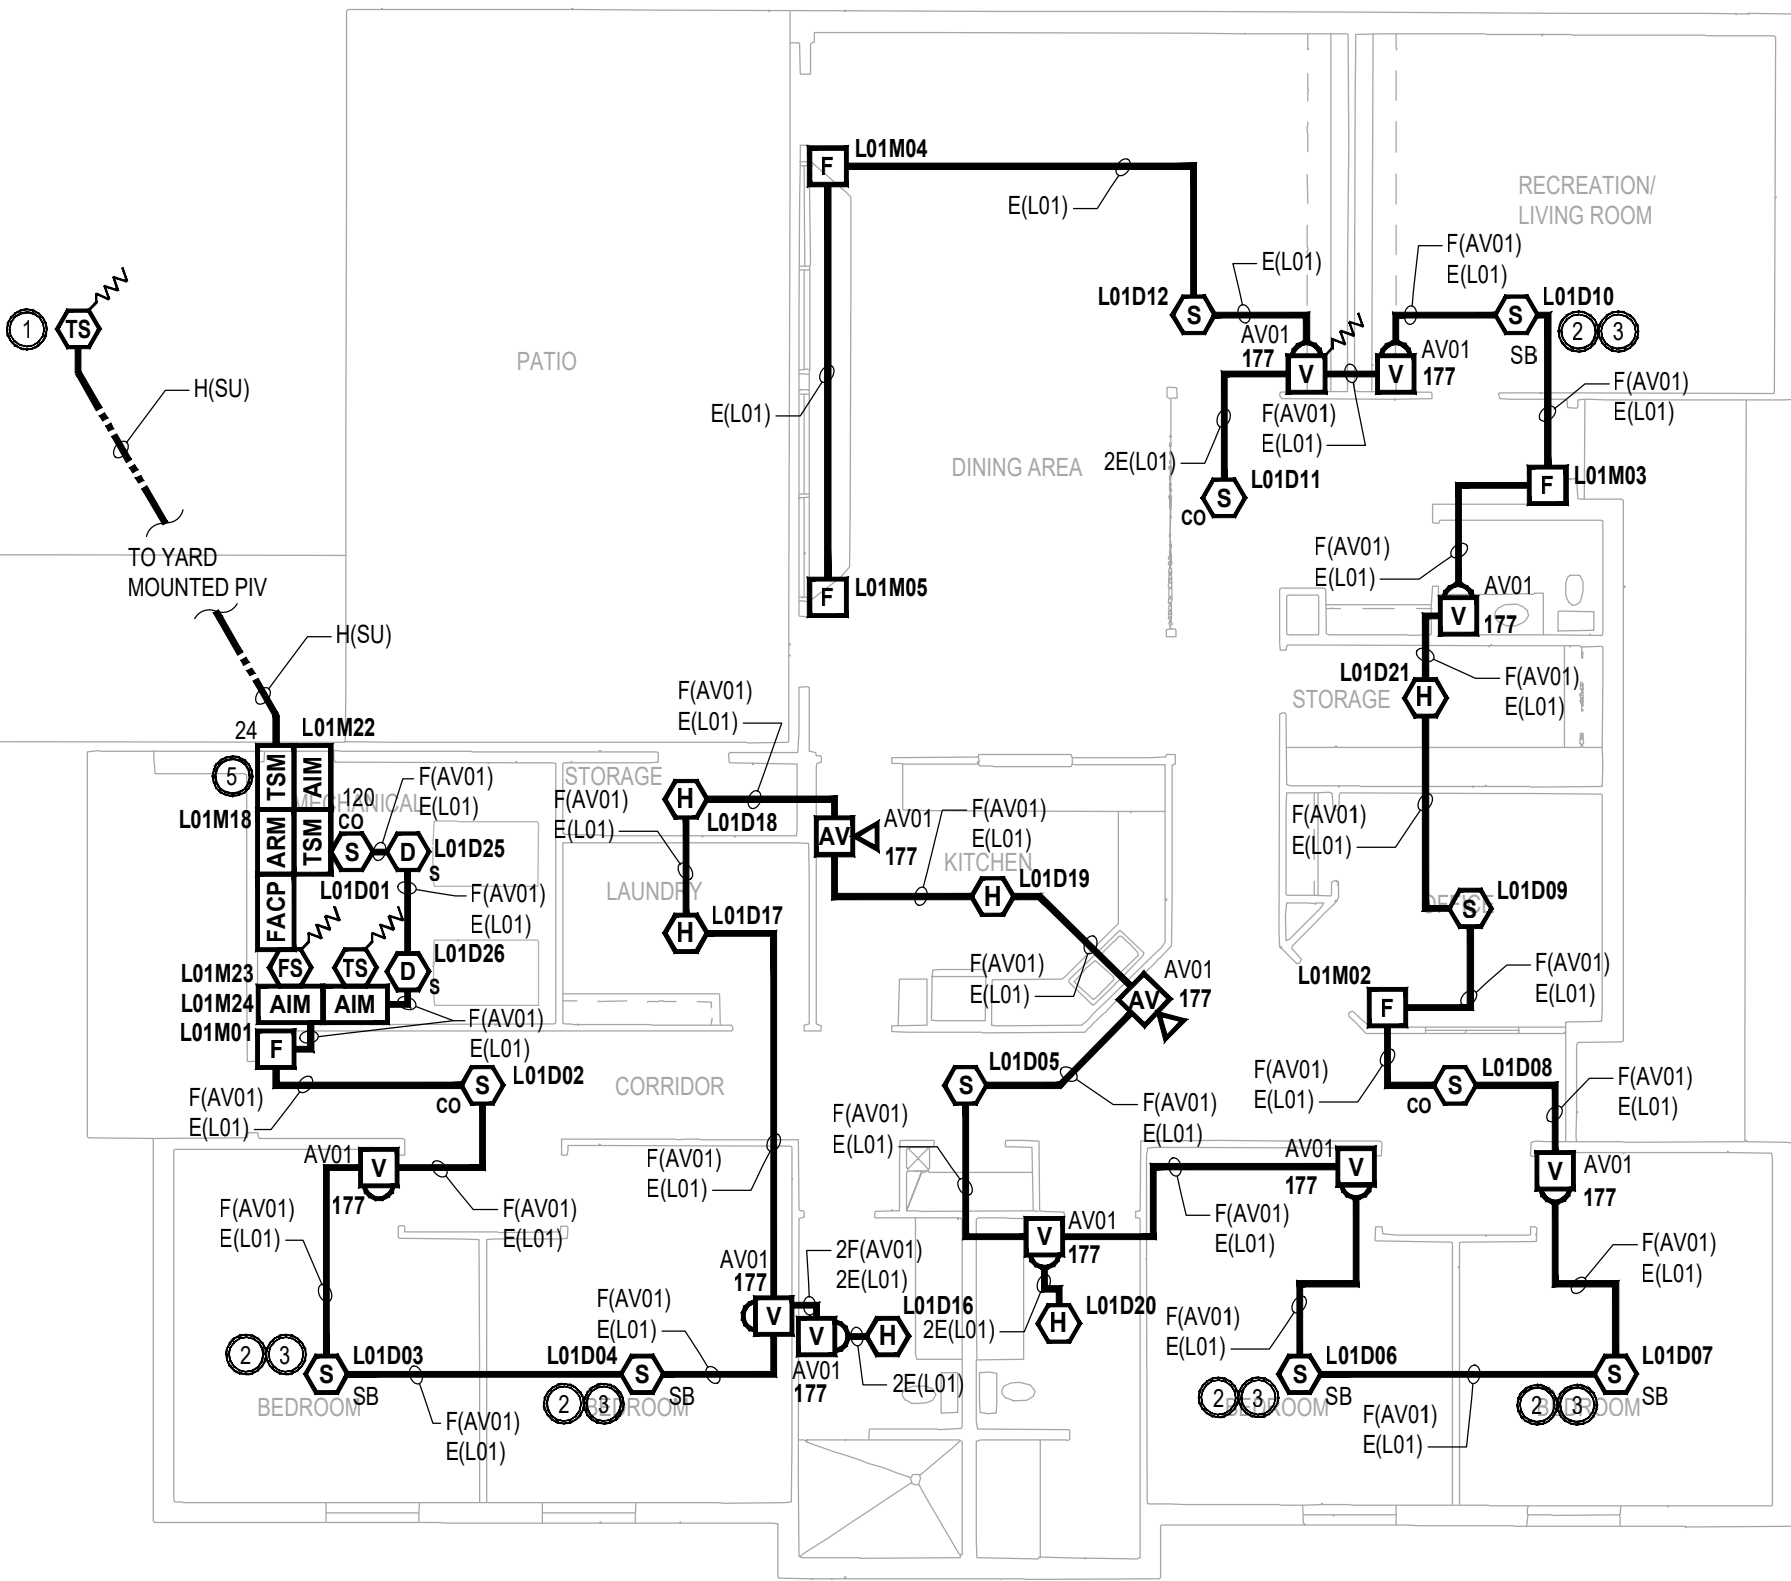 L01M04
F
E(L01)
RECREATION/
LIVING ROOM
F(AV01)
E(L01)
E(L01)
L01D12
S
L01D10
S
2
3
SB
1
TS
PATIO
AV01
177
V
AV01
177
V
H(SU)
F(AV01)
E(L01)
F(AV01)
E(L01)
E(L01)
DINING AREA
2E(L01)
L01D11
S
CO
L01M03
F
TO YARD
MOUNTED PIV
F(AV01)
E(L01)
L01M05
F
AV01
V
177
H(SU)
L01D21
H
F(AV01)
E(L01)
STORAGE
F(AV01)
E(L01)
24
L01M22
5
TSM
AIM
MECHANICAL
120
CO
F(AV01)
E(L01)
STORAGE
F(AV01)
E(L01)
H
L01D18
L01M18
ARM
TSM
S
D
L01D25
S
L01D01
AV
AV01
177
F(AV01)
E(L01)
KITCHEN
H
L01D19
F(AV01)
E(L01)
FACP
F(AV01)
E(L01)
LAUNDRY
L01D17
H
L01D09
S
OFFICE
L01M23
FS
TS
D
L01D26
S
L01M24
AIM
AIM
F(AV01)
E(L01)
AV01
177
AV
L01M02
F
F(AV01)
E(L01)
L01M01
F
F(AV01)
E(L01)
L01D02
S
CO
F(AV01)
E(L01)
CORRIDOR
L01D05
S
F(AV01)
E(L01)
L01D08
S
CO
F(AV01)
E(L01)
F(AV01)
E(L01)
F(AV01)
E(L01)
AV01
V
177
F(AV01)
E(L01)
AV01
V
177
AV01
V
177
F(AV01)
E(L01)
F(AV01)
E(L01)
AV01
V
177
F(AV01)
E(L01)
F(AV01)
E(L01)
AV01
177
V
2F(AV01)
2E(L01)
V
AV01
177
L01D16
H
2E(L01)
2E(L01)
L01D20
H
F(AV01)
E(L01)
F(AV01)
E(L01)
2
3
L01D03
S
SB
BEDROOM
L01D04
S
SB
2
3
BEDROOM
F(AV01)
E(L01)
L01D06
S
SB
2
3
BEDROOM
F(AV01)
E(L01)
L01D07
S
SB
2
3
BEDROOM